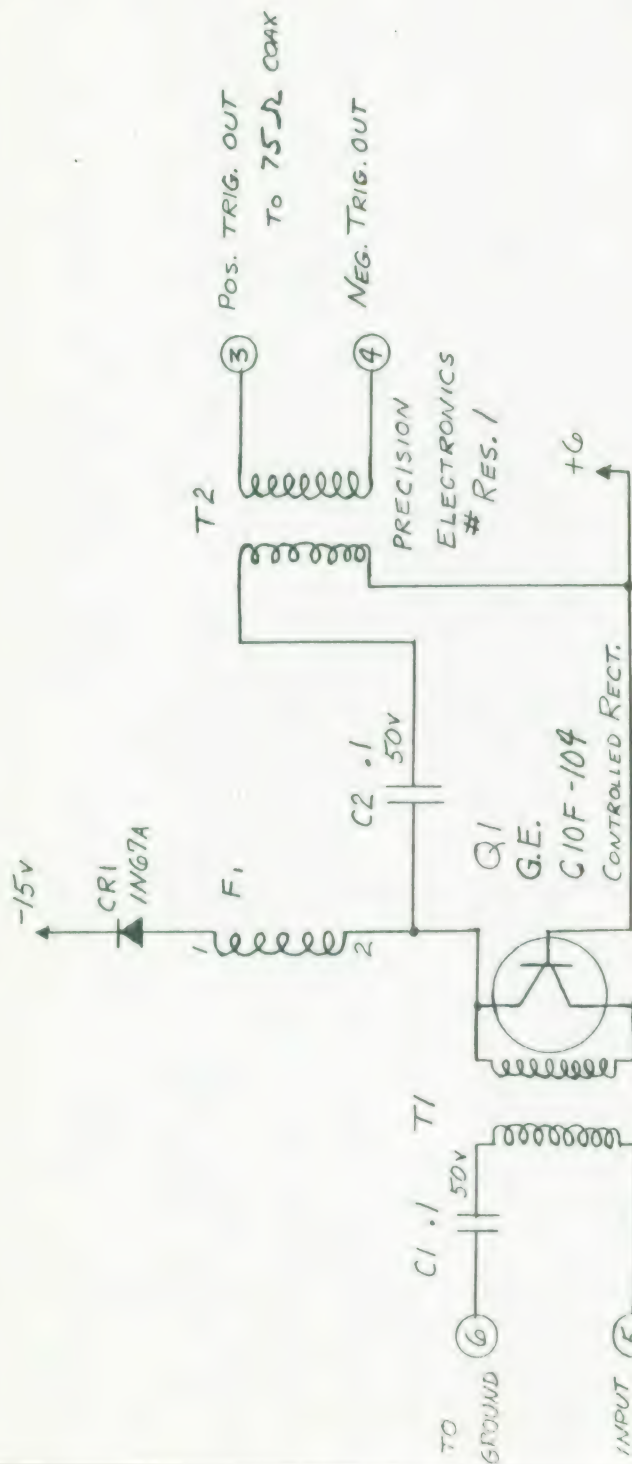 -15v
CR1
1N67A
1
F1
2
T2
3
POS. TRIG. OUT
TO 75Ω COAX
4
NEG. TRIG. OUT
PRECISION
ELECTRONICS
# RES. 1
C2 .1
50v
+6
Q1
G.E.
C10F-104
CONTROLLED RECT.
C1 .1
50v
T1
TO
GROUND
6
INPUT
5